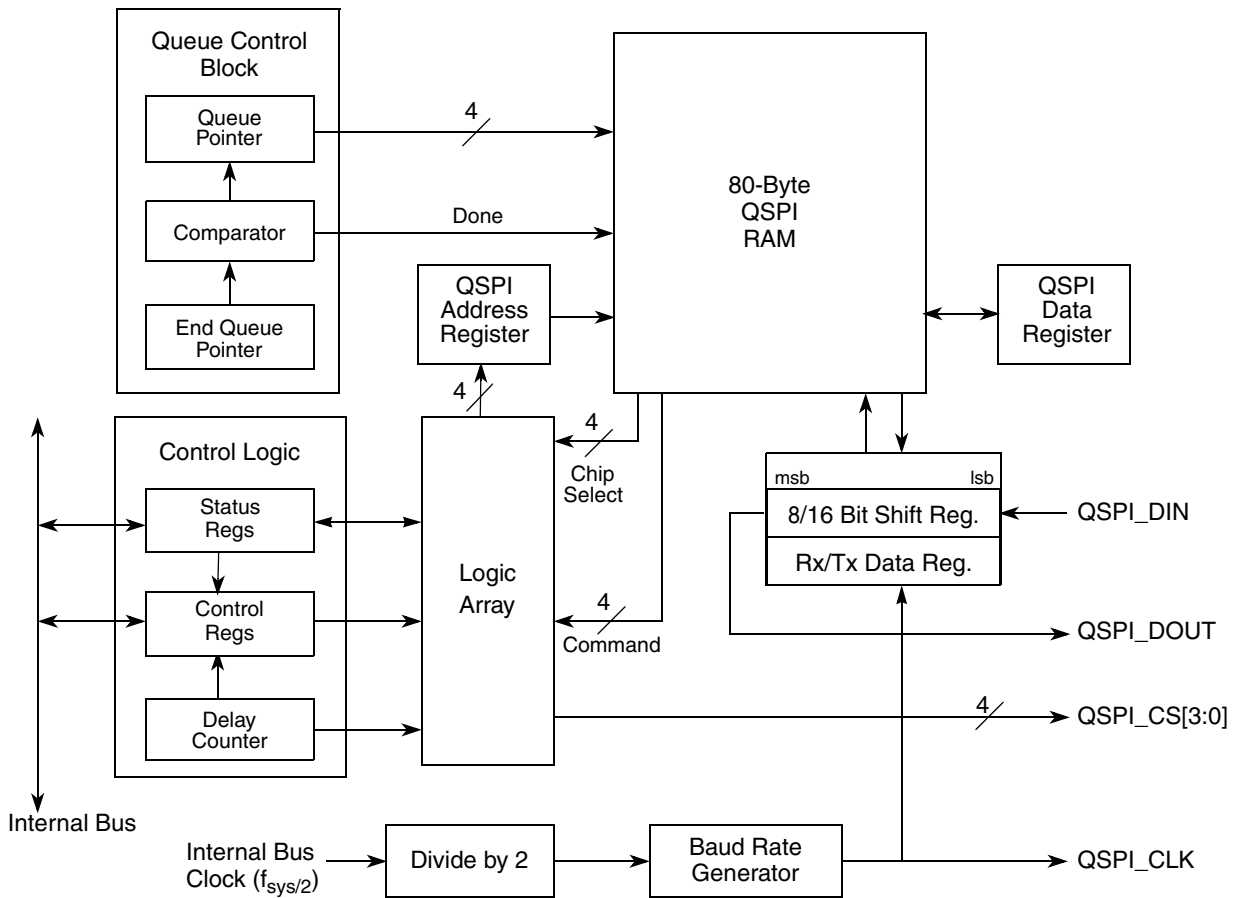 Queue Control
Block
Queue
Pointer
4
Comparator
Done
End Queue
Pointer
80-Byte
QSPI
RAM
QSPI
Address
Register
QSPI
Data
Register
4
4
Chip
Select
4
Command
Control Logic
Status
Regs
Control
Regs
Delay
Counter
Logic
Array
msb lsb
8/16 Bit Shift Reg.
Rx/Tx Data Reg.
QSPI_DIN
QSPI_DOUT
4
QSPI_CS[3:0]
Internal Bus
Internal Bus
Clock (fsys/2)
Divide by 2
Baud Rate
Generator
QSPI_CLK